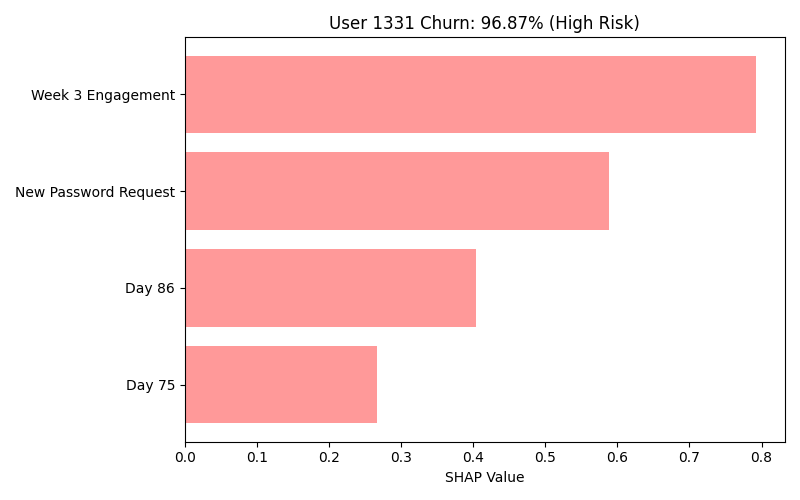 User 1331 Churn: 96.87% (High Risk)
Week 3 Engagement
New Password Request
Day 86
Day 75
0.0 0.1 0.2 0.3 0.4 0.5 0.6 0.7 0.8
SHAP Value